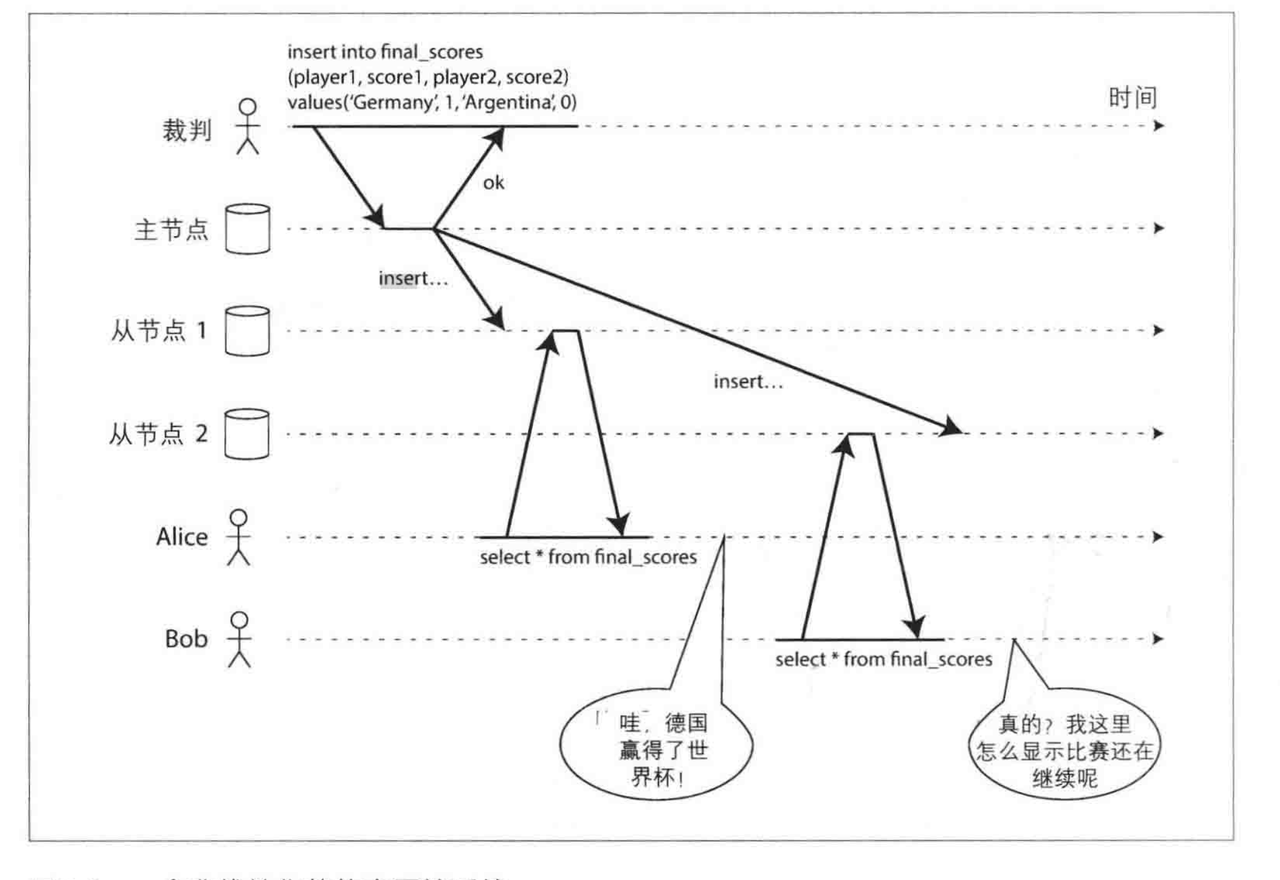 insert into final_scores
(player1, score1, player2, score2)
values('Germany', 1, 'Argentina', 0)
时间
裁判
ok
主节点
insert…
从节点 1
insert…
从节点 2
Alice
select * from final_scores
Bob
select * from final_scores
哇，德国
赢得了世
界杯！
真的？我这里
怎么显示比赛还在
继续呢